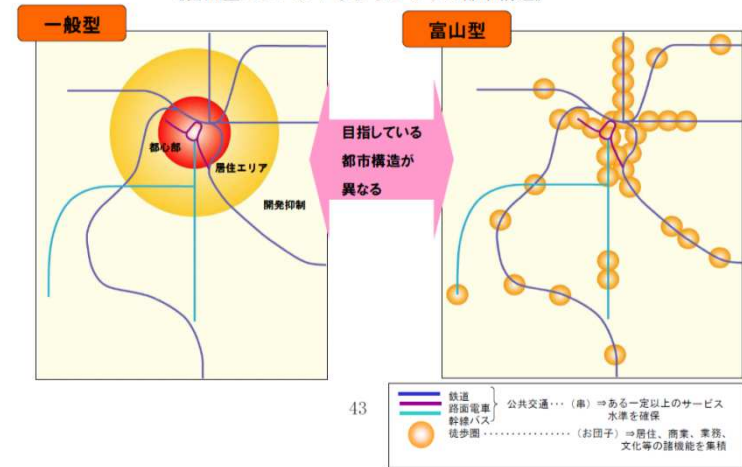 一般型
富山型
都心部
居住エリア
開発抑制
目指している
都市構造が
異なる
43
鉄道
路面電車
幹線バス
公共交通･･･（串）⇒ある一定以上のサービス
水準を確保
徒歩圏････････････････（お団子）⇒居住、商業、業務、
文化等の諸機能を集積